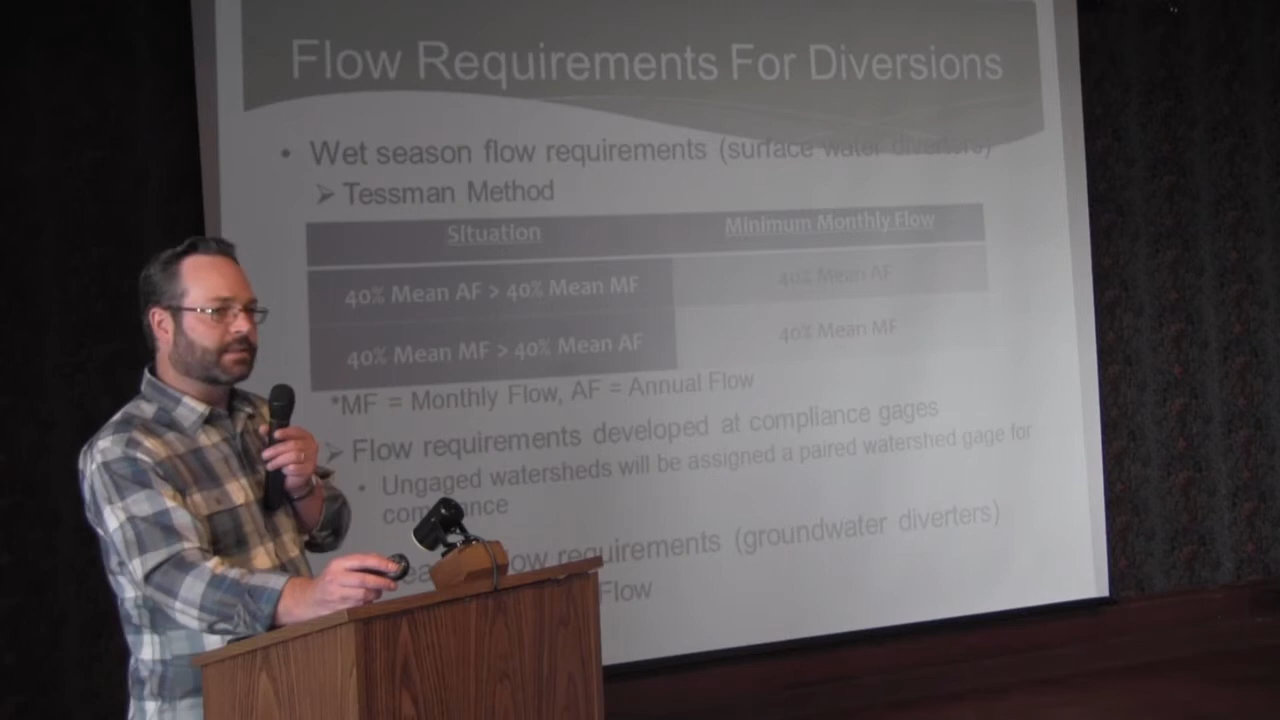 Flow Requirements For Diversions
• Wet season flow requirements (surface water diverters)
➢ Tessman Method
Situation
Minimum Monthly Flow
40% Mean AF > 40% Mean MF
40% Mean AF
40% Mean MF > 40% Mean AF
40% Mean MF
*MF = Monthly Flow, AF = Annual Flow
➢ Flow requirements developed at compliance gages
• Ungaged watersheds will be assigned a paired watershed gage for
compliance
flow requirements (groundwater diverters)
Flow